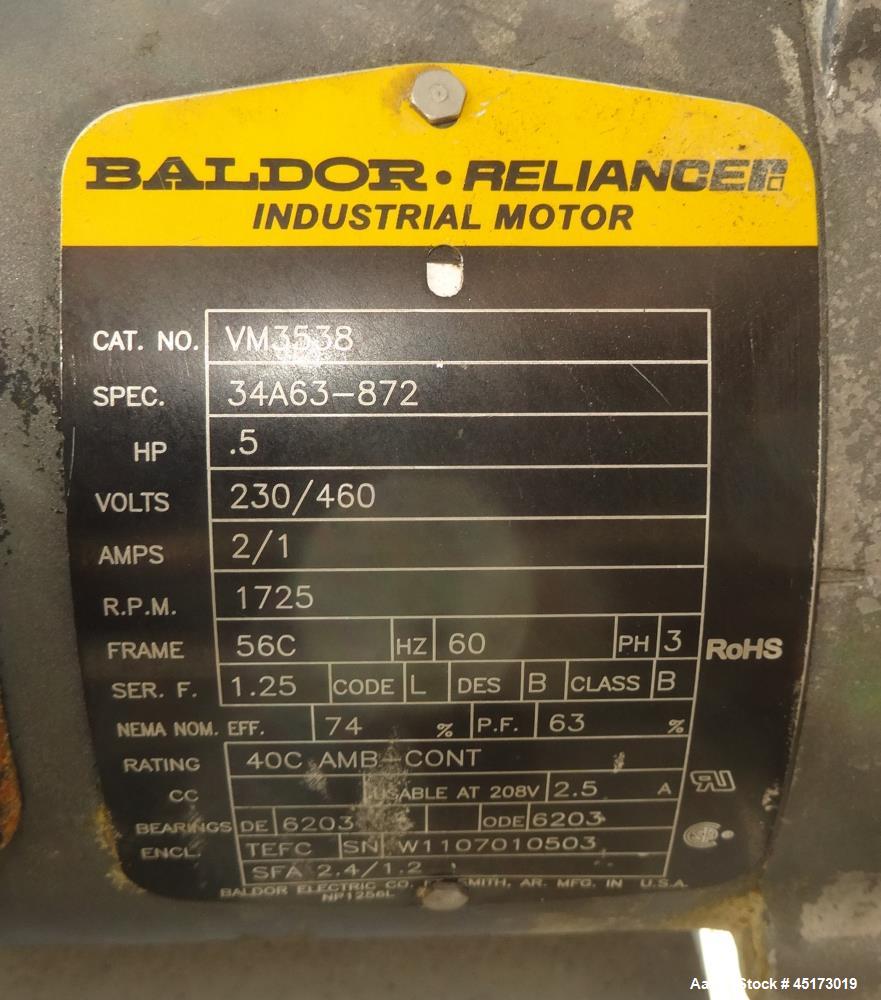 BALDOR • RELIANCER
INDUSTRIAL MOTOR
CAT. NO. VM3538
SPEC. 34A63-872
HP .5
VOLTS 230/460
AMPS 2/1
R.P.M. 1725
FRAME 56C HZ 60 PH 3 RoHS
SER. F. 1.25 CODE L DES B CLASS B
NEMA NOM. EFF. 74 % P.F. 63 %
RATING 40C AMB-CONT
CC USABLE AT 208V 2.5 A
BEARINGS DE 6203 ODE 6203
ENCL. TEFC SN W1107010503
SFA 2.4/1.2
BALDOR ELECTRIC CO. SMITH, AR. MFG. IN U.S.A.
NP1256L
Stock # 45173019